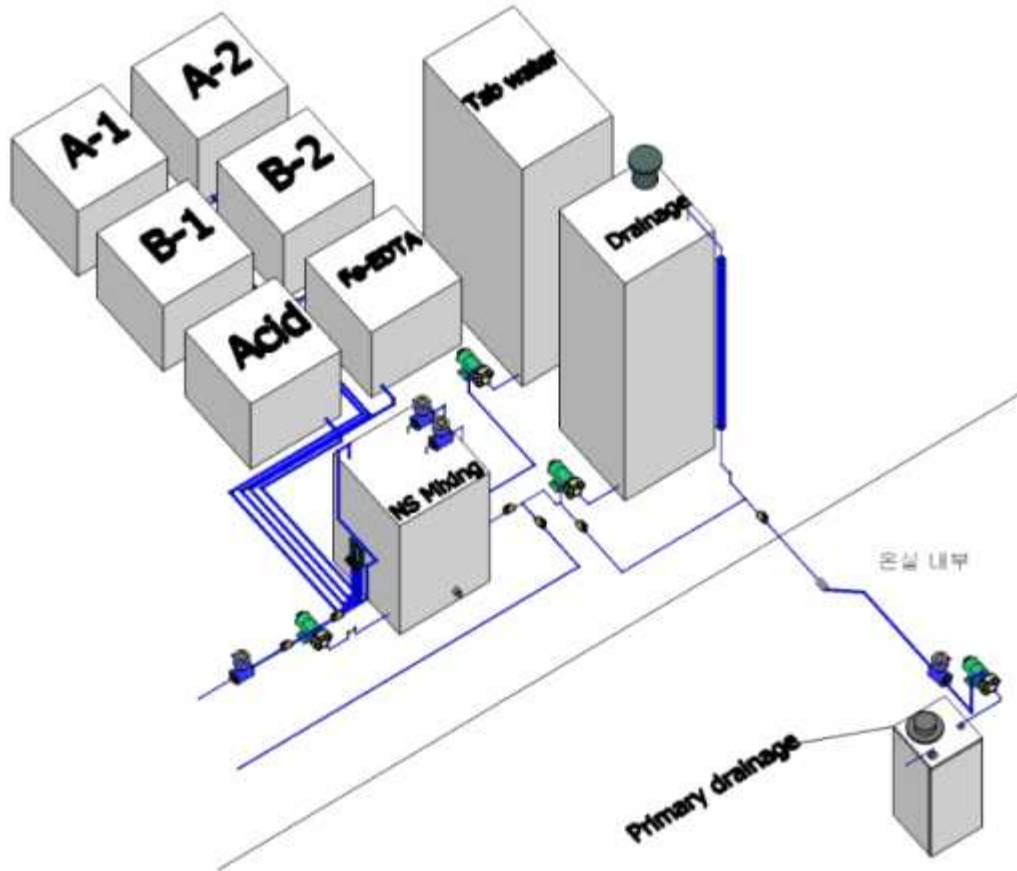 A-2
Tab water
A-1
B-2
Drainage
B-1
Fe-EDTA
Acid
NS Mixing
온실 내부
Primary drainage